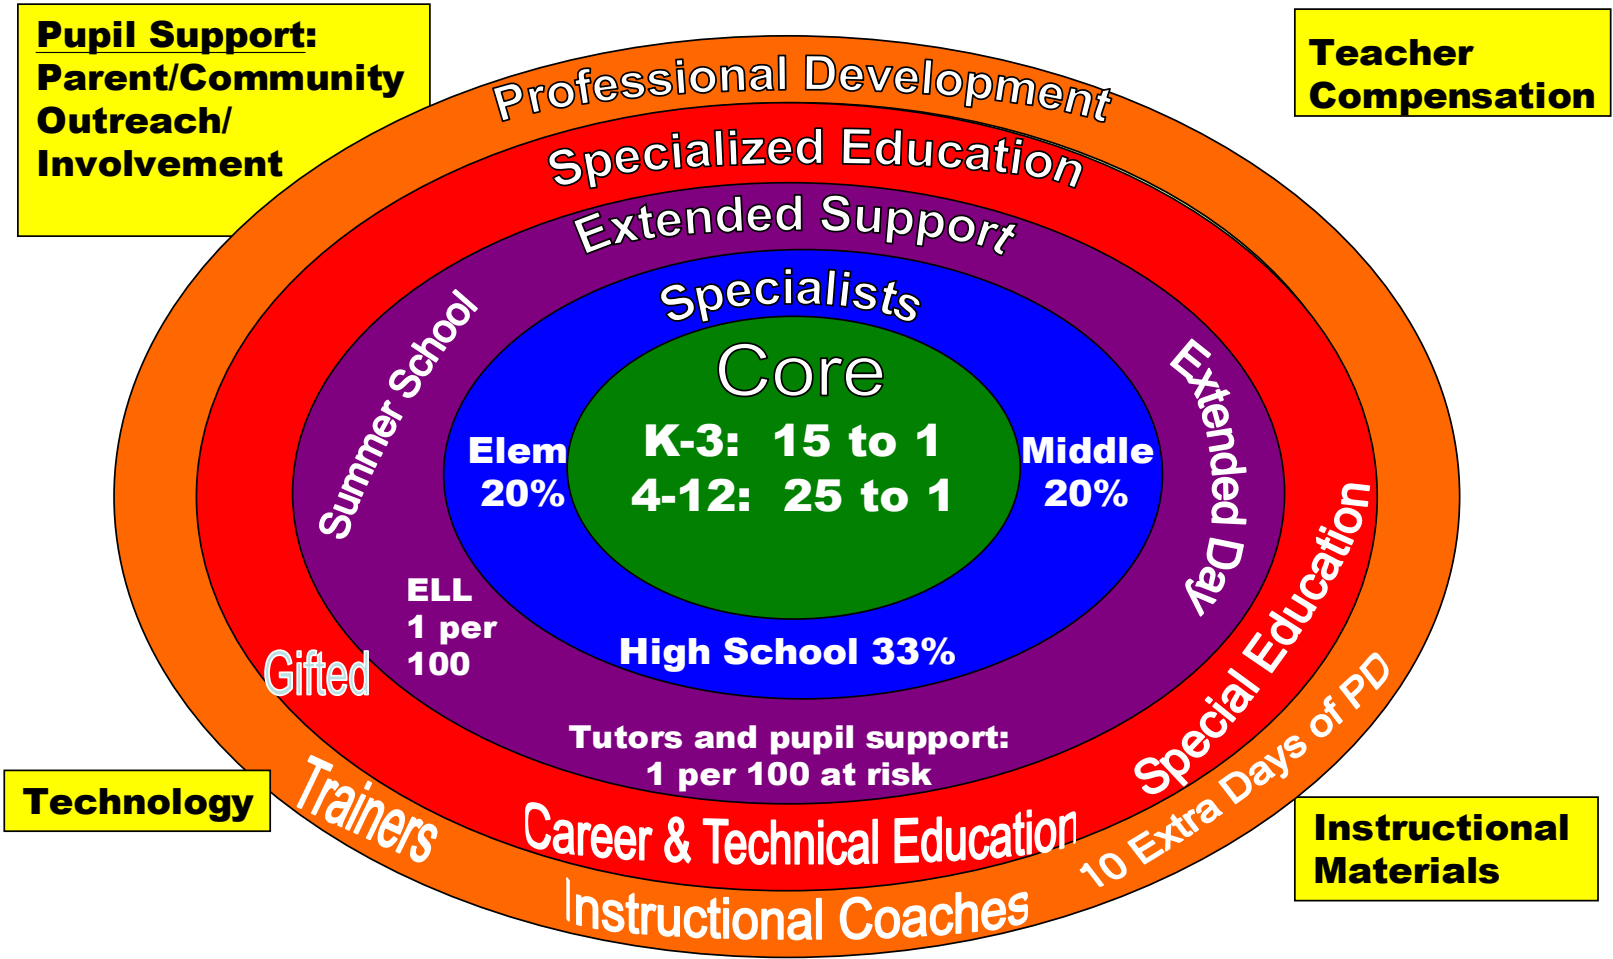 Pupil Support:
Parent/Community
Outreach/
Involvement
Teacher
Compensation
Professional Development
Specialized Education
Extended Support
Specialists
Core
K-3: 15 to 1
4-12: 25 to 1
Elem
20%
Middle
20%
High School 33%
Summer School
Extended Day
ELL
1 per
100
Tutors and pupil support:
1 per 100 at risk
Gifted
Career & Technical Education
Special Education
Trainers
Instructional Coaches
10 Extra Days of PD
Technology
Instructional
Materials